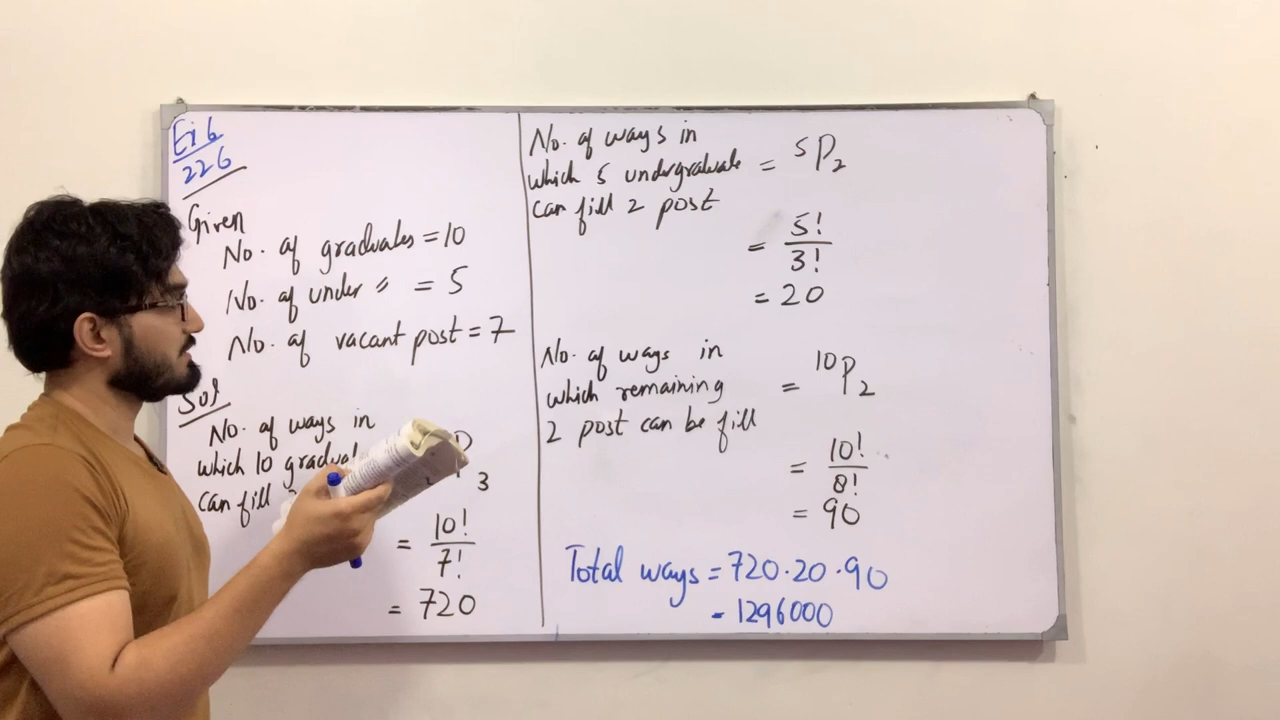 Ex 6
226
Given
No. of graduates = 10
No. of under 〃 = 5
No. of vacant post = 7
Sol
No. of ways in
which 10
can fill
P 3
= 10!
7!
= 720
No. of ways in
which 5 undergraduate = 5P2
can fill 2 post
= 5!
3!
= 20
No. of ways in
which remaining = 10P2
2 post can be fill
= 10!
8!
= 90
Total ways = 720·20·90
= 1296000